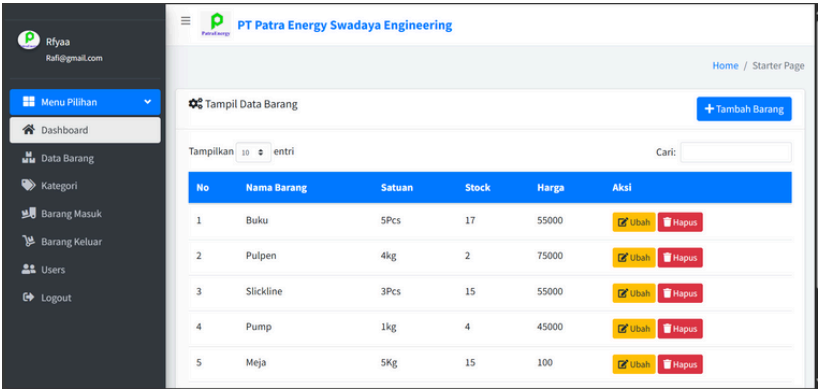 Rfyaa
Rafi@gmail.com
Menu Pilihan
Dashboard
Data Barang
Kategori
Barang Masuk
Barang Keluar
Users
Logout
PatraEnergy
PT Patra Energy Swadaya Engineering
Home / Starter Page
Tampil Data Barang
+ Tambah Barang
Tampilkan 10 entri
Cari:
No Nama Barang Satuan Stock Harga Aksi
1 Buku 5Pcs 17 55000 Ubah Hapus
2 Pulpen 4kg 2 75000 Ubah Hapus
3 Slickline 3Pcs 15 55000 Ubah Hapus
4 Pump 1kg 4 45000 Ubah Hapus
5 Meja 5Kg 15 100 Ubah Hapus